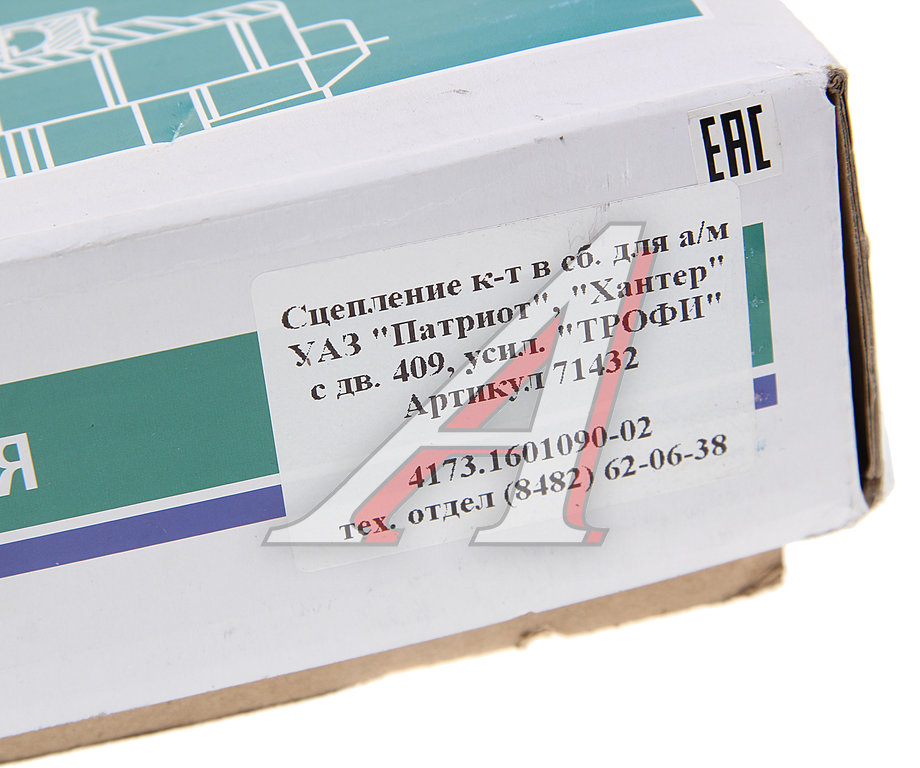 ЕАС
Сцепление к-т в сб. для а/м
УАЗ "Патриот", "Хантер"
с дв. 409, усил. "ТРОФИ"
Артикул 71432
4173.1601090-02
тех. отдел (8482) 62-06-38
Я